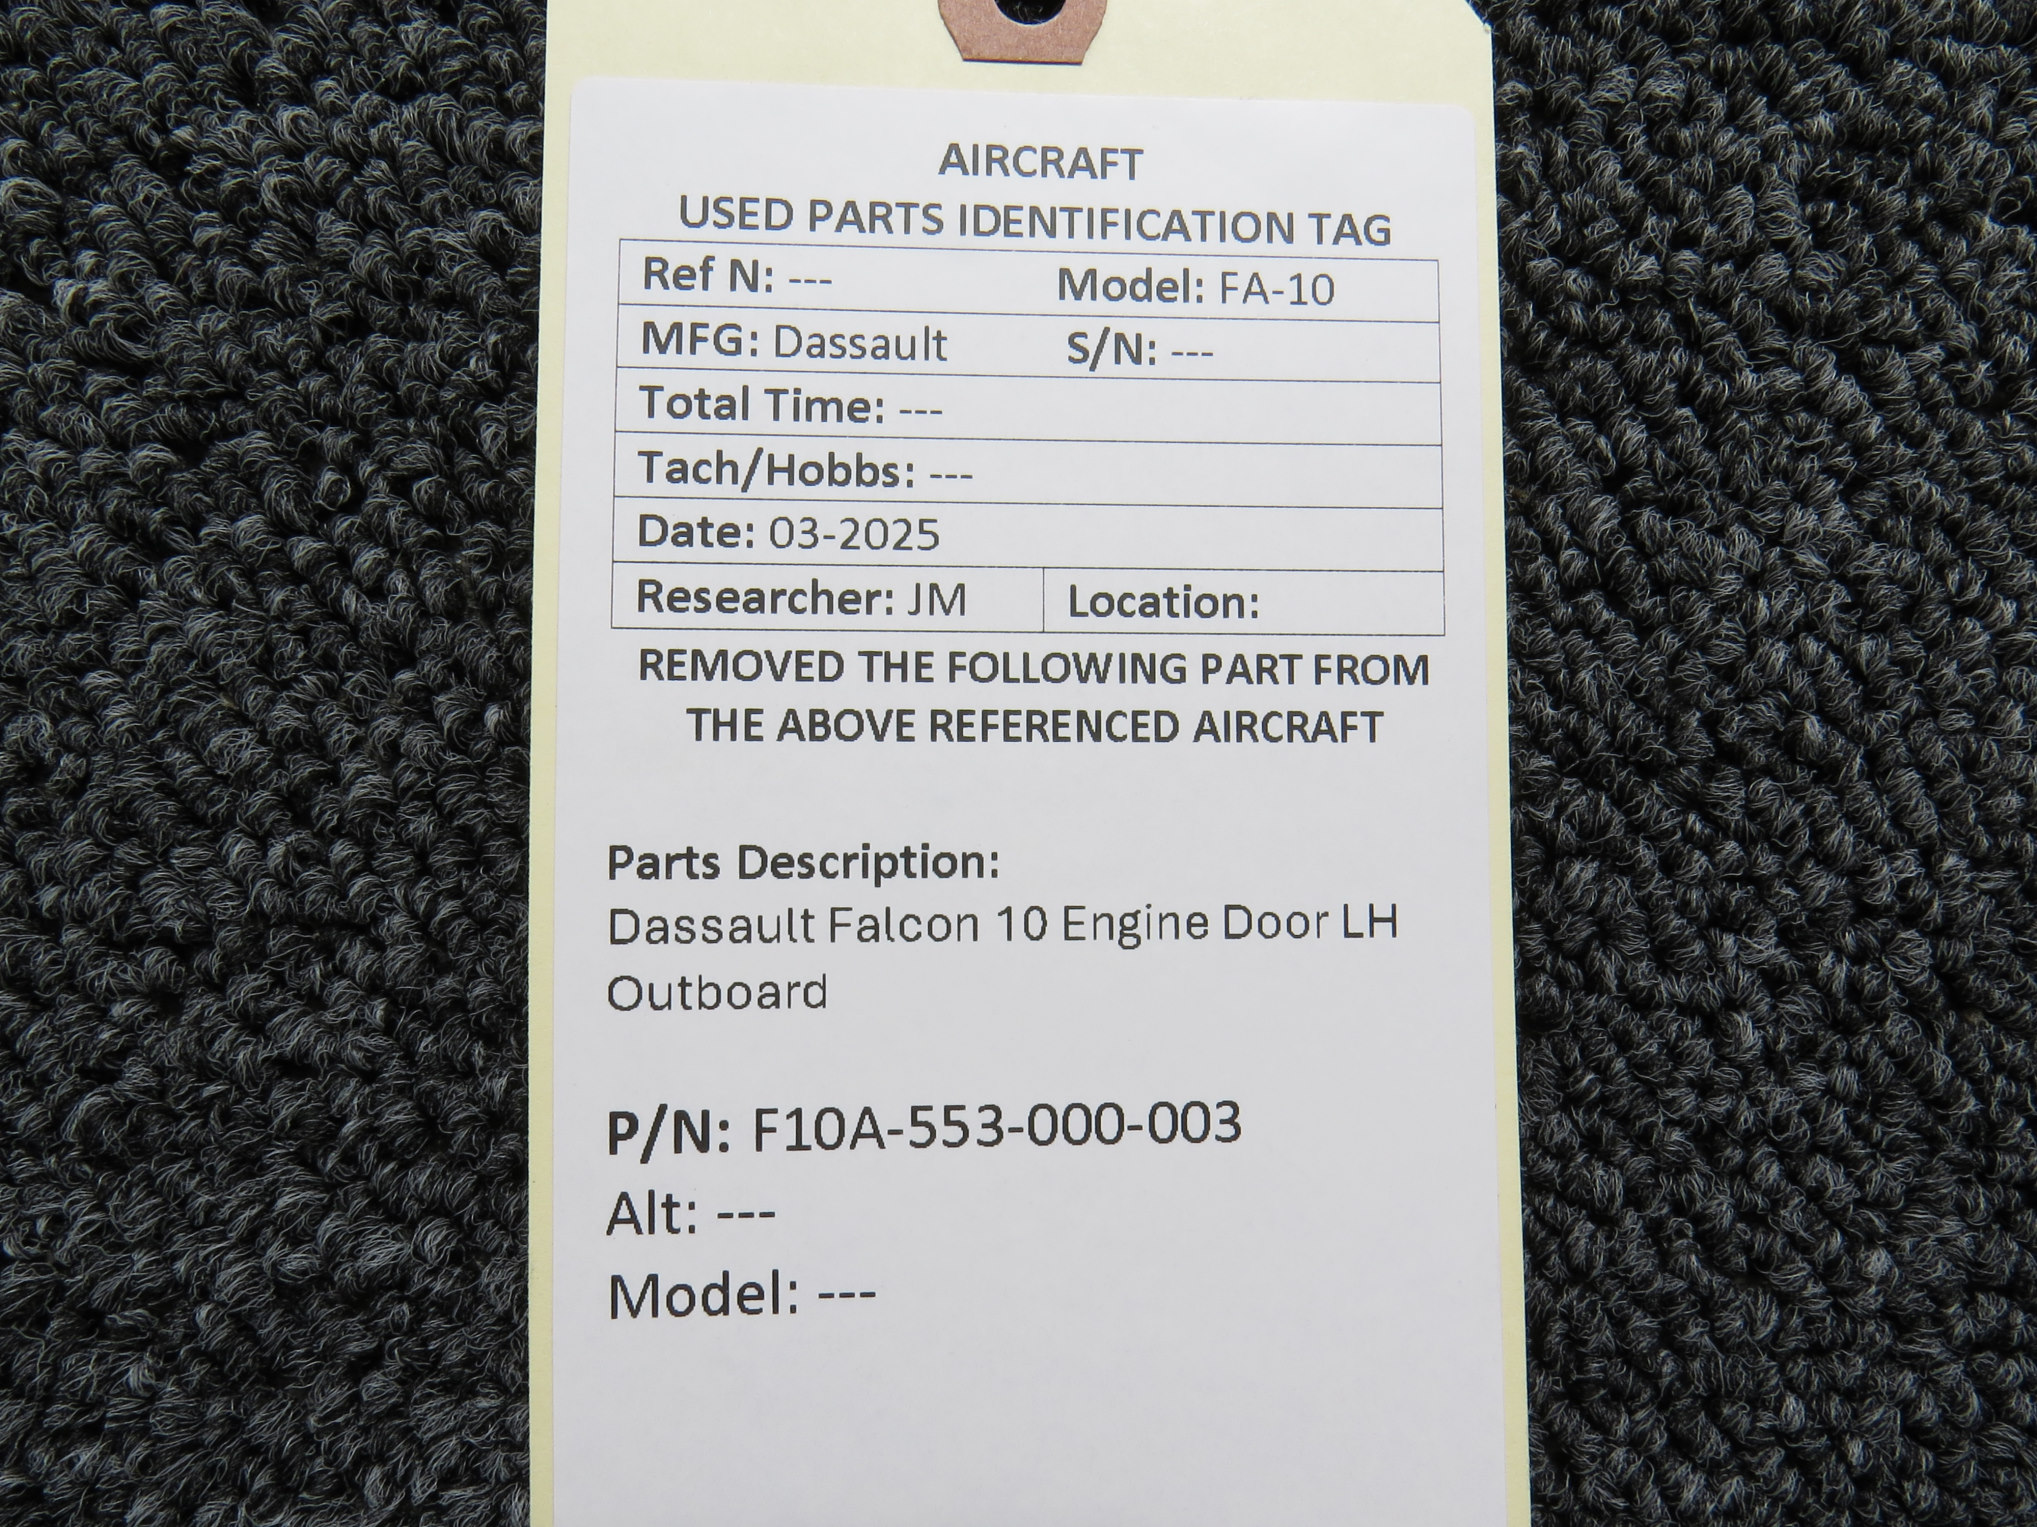 AIRCRAFT
USED PARTS IDENTIFICATION TAG
Ref N: --- Model: FA-10
MFG: Dassault S/N: ---
Total Time: ---
Tach/Hobbs: ---
Date: 03-2025
Researcher: JM Location:
REMOVED THE FOLLOWING PART FROM
THE ABOVE REFERENCED AIRCRAFT
Parts Description:
Dassault Falcon 10 Engine Door LH
Outboard
P/N: F10A-553-000-003
Alt: ---
Model: ---